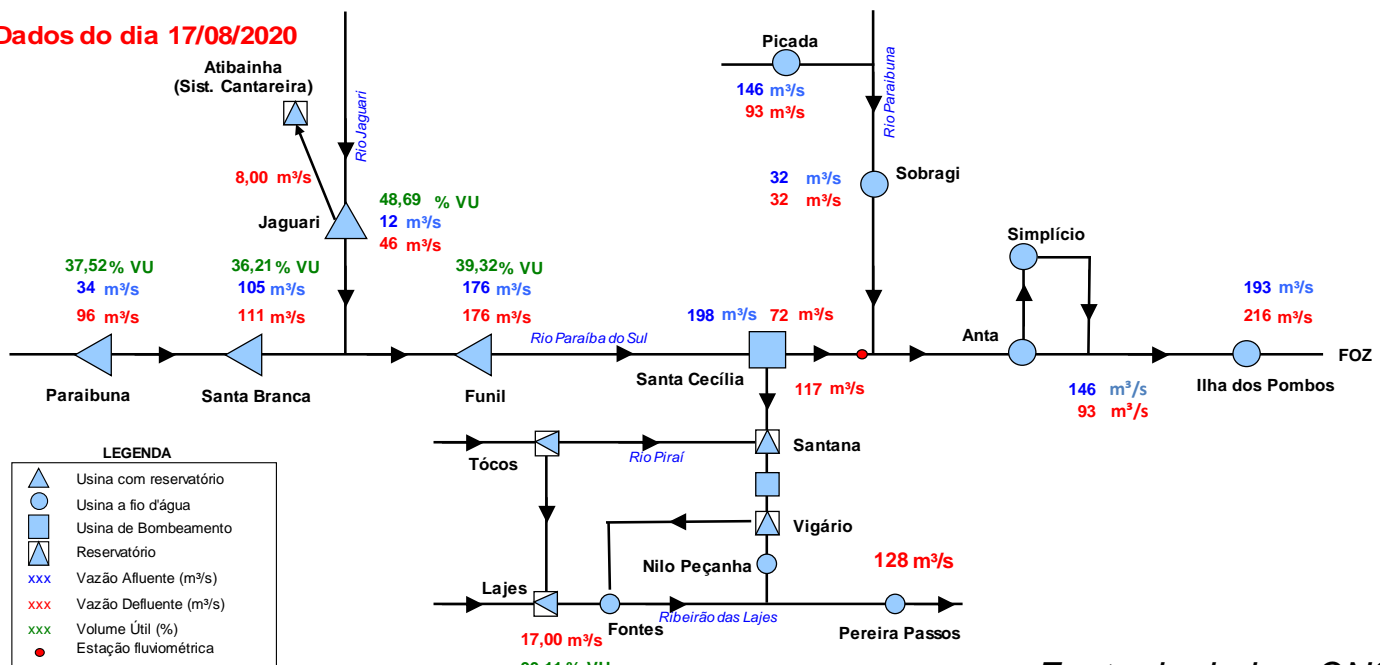 Dados do dia 17/08/2020
Atibainha
(Sist. Cantareira)
Rio Jaguari
8,00 m³/s
Jaguari
48,69 % VU
12 m³/s
46 m³/s
Picada
146 m³/s
93 m³/s
Rio Paraibuna
32 m³/s
32 m³/s
Sobragi
37,52% VU
34 m³/s
96 m³/s
Paraibuna
36,21% VU
105 m³/s
111 m³/s
Santa Branca
39,32% VU
176 m³/s
176 m³/s
Funil
Rio Paraíba do Sul
198 m³/s 72 m³/s
Santa Cecília
117 m³/s
Simplício
Anta
146 m³/s
93 m³/s
193 m³/s
216 m³/s
Ilha dos Pombos
FOZ
Tócos
Rio Piraí
Santana
Vigário
Nilo Peçanha
128 m³/s
Lajes
Fontes
Ribeirão das Lajes
Pereira Passos
17,00 m³/s
LEGENDA
Usina com reservatório
Usina a fio d'água
Usina de Bombeamento
Reservatório
xxx Vazão Afluente (m³/s)
xxx Vazão Defluente (m³/s)
xxx Volume Útil (%)
Estação fluviométrica